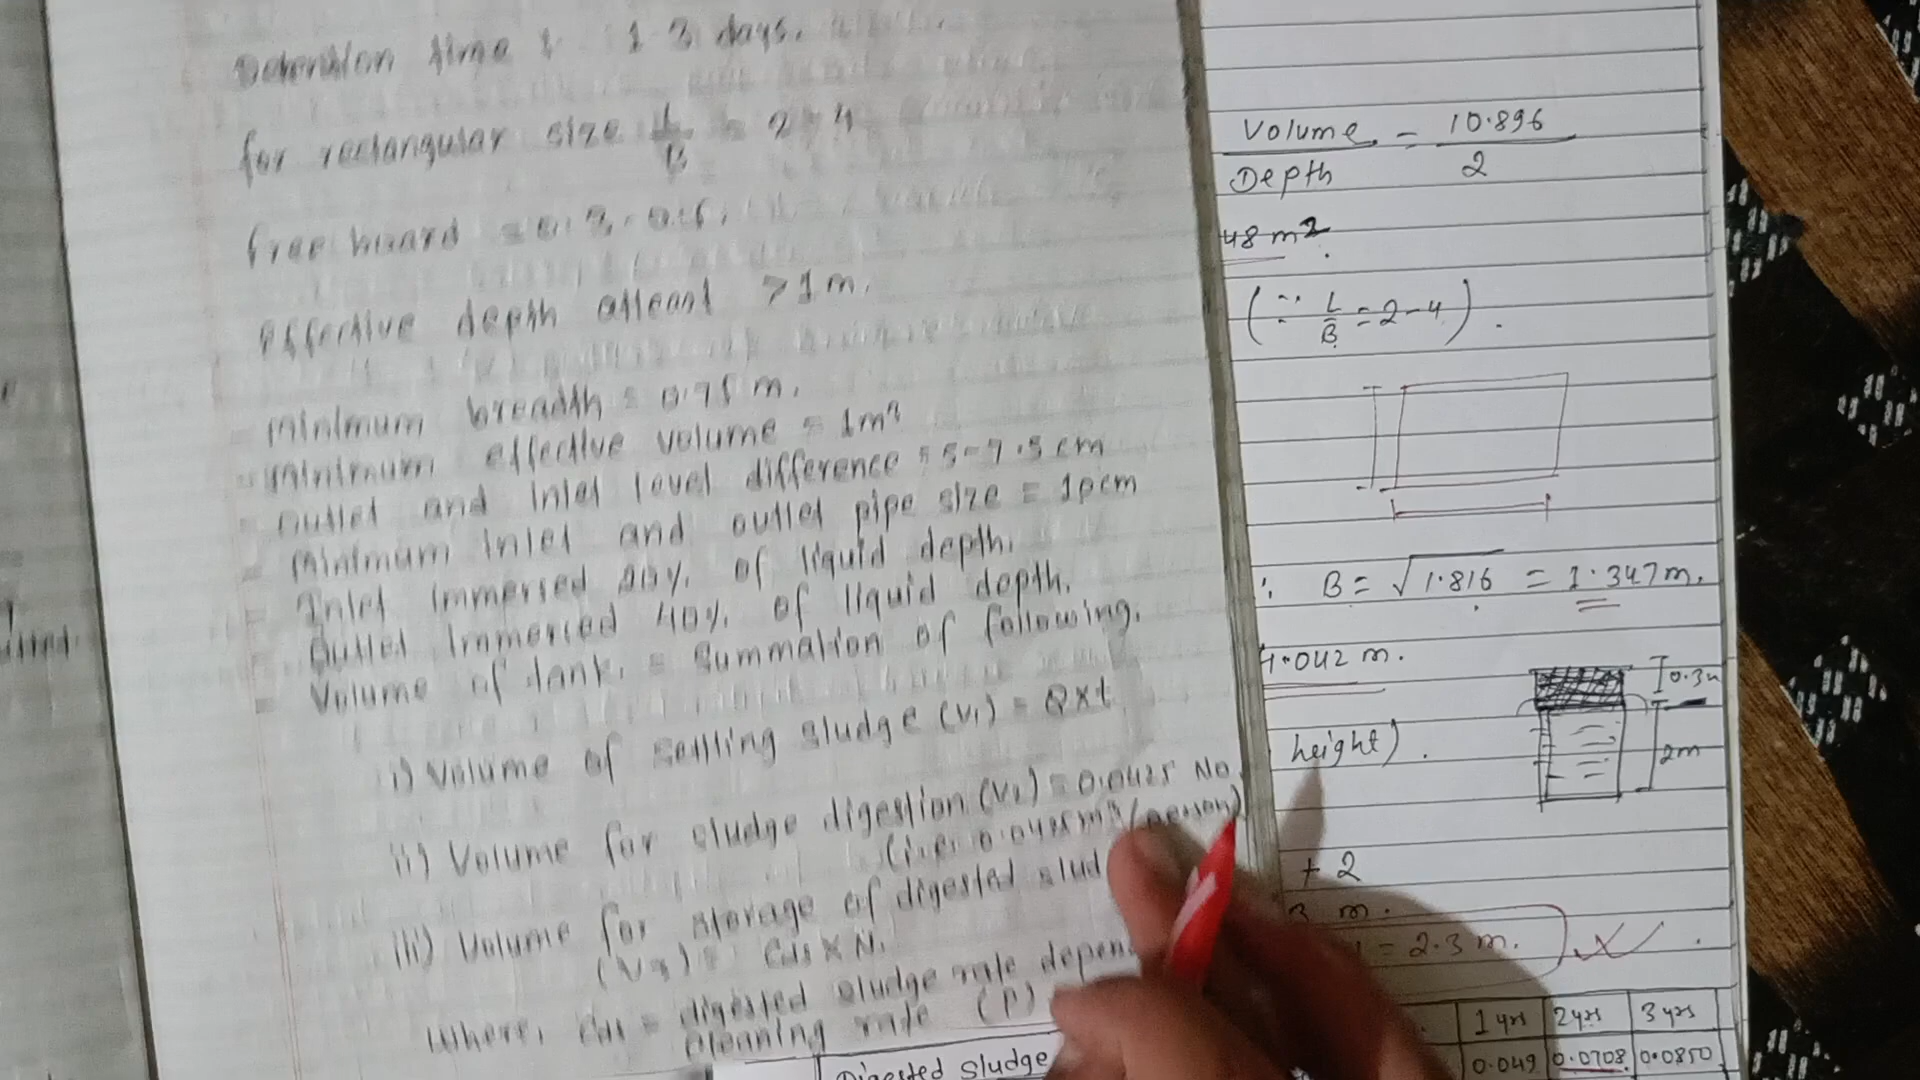 Detention time : 1 3 days.
for rectangular size L/B = 2 - 4
free board = 0.3 -
effective depth atleast > 1m.
- Minimum breadth = 0.75 m.
- Minimum effective volume = 1m³
- Outlet and inlet level difference = 5-7.5 cm
- Minimum inlet and outlet pipe size = 10cm
- Inlet immersed 20% of liquid depth.
- Outlet immersed 40% of liquid depth.
- Volume of tank. = Summation of following.
i) Volume of settling sludge (V₁) = Q×t
ii) Volume for sludge digestion (V₂) = 0.0425 No.
(i.e. 0.0425m³/person)
iii) Volume for storage of digested slud
(V₃) = Cds × N.
Where, Cds = digested sludge rate depen
cleaning rate (P)
Digested sludge
Volume/Depth = 10.896/2
48 m².
(∵ L/B = 2-4).
∴ B = √1.816 = 1.347m.
4.042 m.
0.3
height).
2m
+ 2
3 m.
= 2.3 m.
1 yrs 2yrs 3 yrs
0.049 0.0708 0.0850